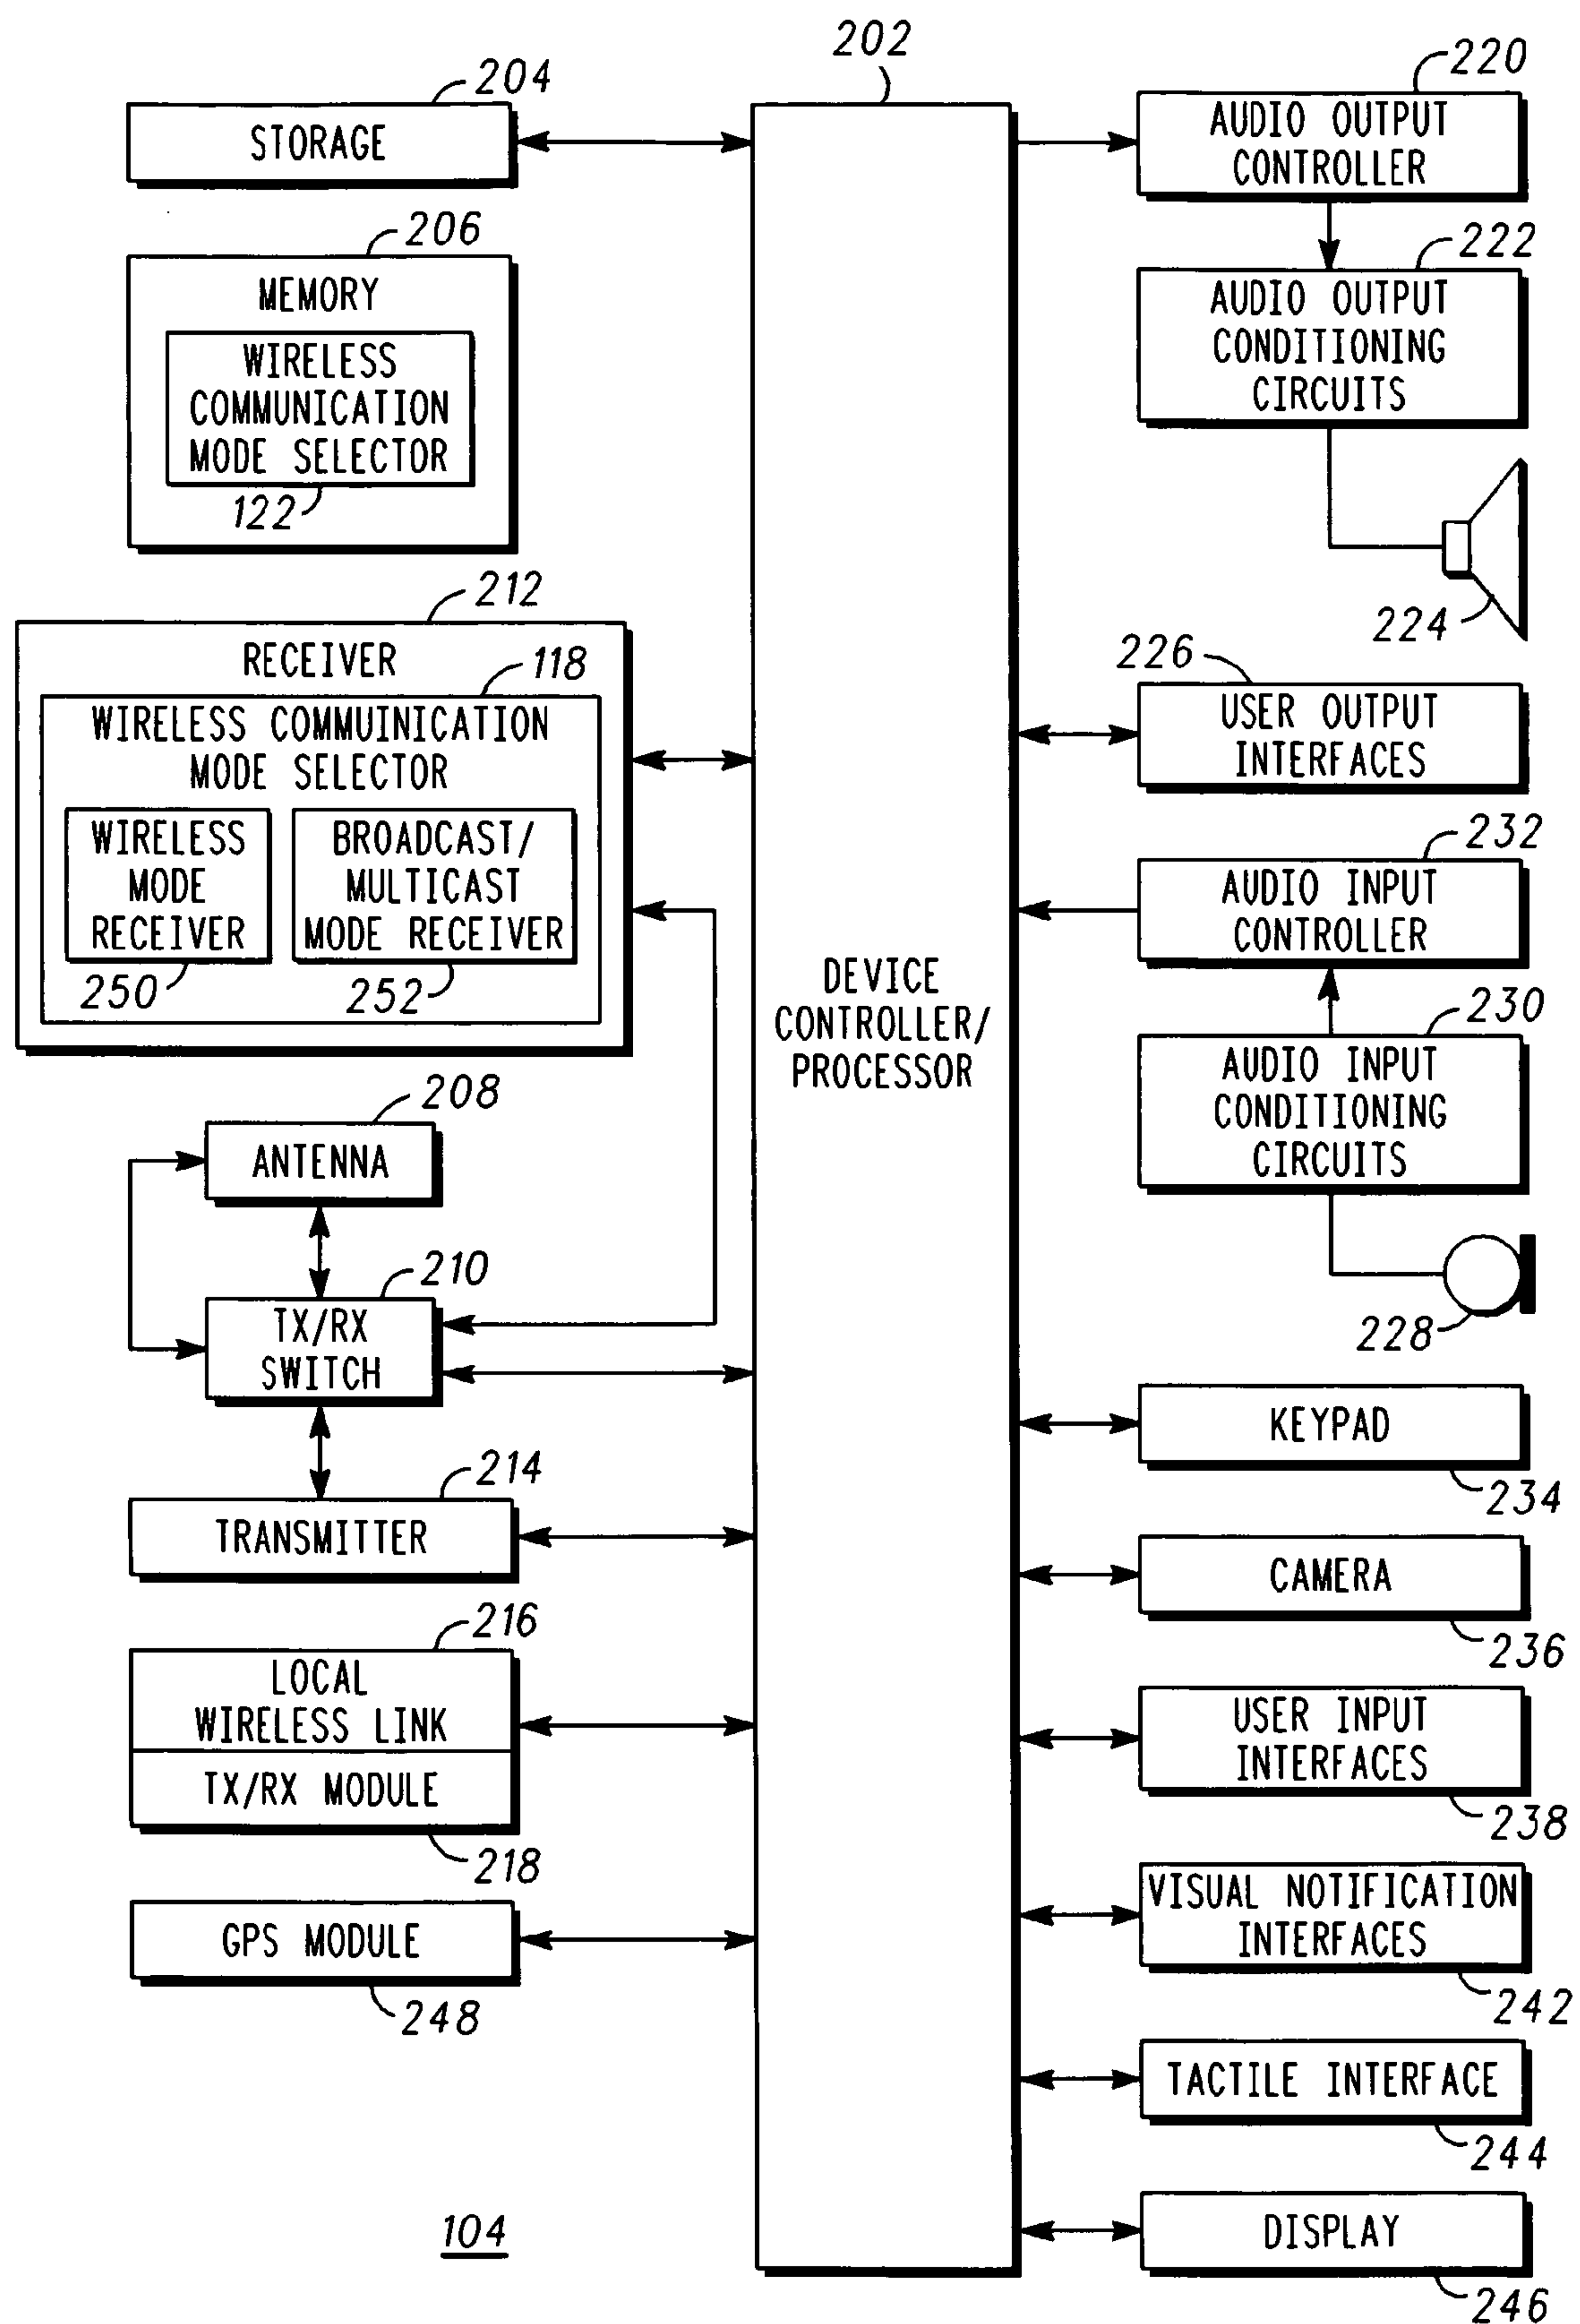 202
204
STORAGE
206
MEMORY
WIRELESS
COMMUNICATION
MODE SELECTOR
122
212
RECEIVER
118
WIRELESS COMMUINICATION
MODE SELECTOR
WIRELESS
MODE
RECEIVER
250
BROADCAST/
MULTICAST
MODE RECEIVER
252
208
ANTENNA
210
TX/RX
SWITCH
214
TRANSMITTER
216
LOCAL
WIRELESS LINK
TX/RX MODULE
218
GPS MODULE
248
104
DEVICE
CONTROLLER/
PROCESSOR
220
AUDIO OUTPUT
CONTROLLER
222
AUDIO OUTPUT
CONDITIONING
CIRCUITS
224
226
USER OUTPUT
INTERFACES
232
AUDIO INPUT
CONTROLLER
230
AUDIO INPUT
CONDITIONING
CIRCUITS
228
KEYPAD
234
CAMERA
236
USER INPUT
INTERFACES
238
VISUAL NOTIFICATION
INTERFACES
242
TACTILE INTERFACE
244
DISPLAY
246